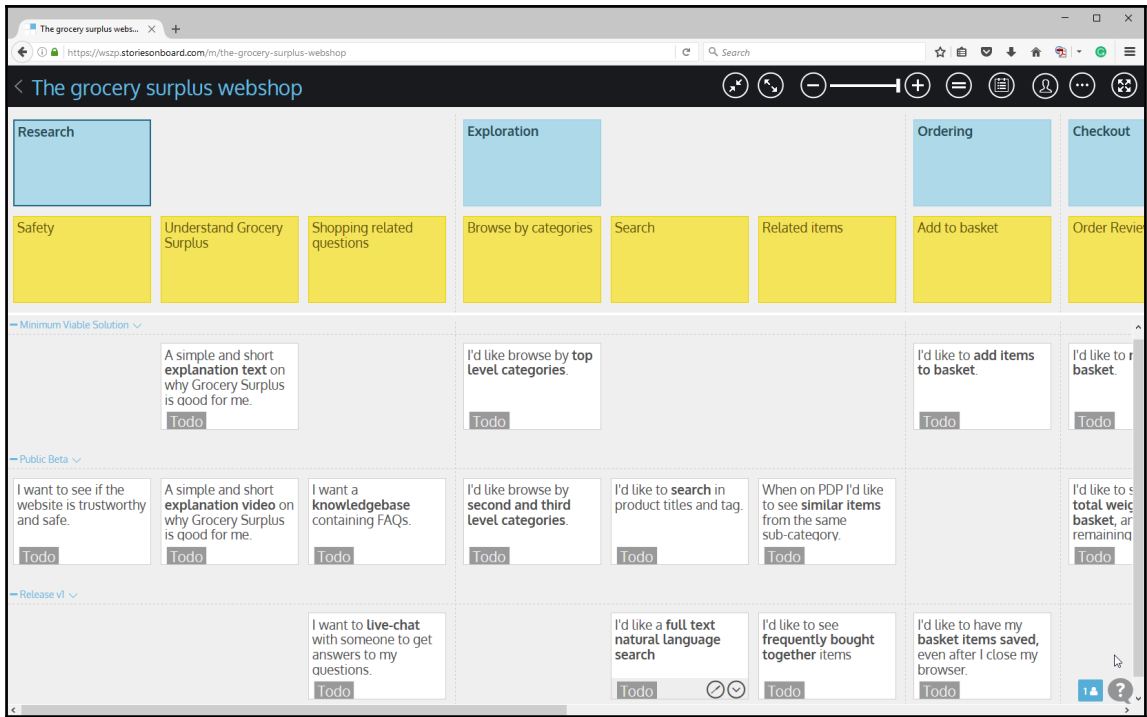 The grocery surplus webs...
https://wszp.storiesonboard.com/m/the-grocery-surplus-webshop
Search
The grocery surplus webshop
Research
Exploration
Ordering
Checkout
Safety
Understand Grocery
Surplus
Shopping related
questions
Browse by categories
Search
Related items
Add to basket
Order Revie
Minimum Viable Solution
A simple and short
explanation text on
why Grocery Surplus
is good for me.
Todo
I'd like browse by top
level categories.
Todo
I'd like to add items
to basket.
Todo
I'd like to r
basket.
Todo
Public Beta
I want to see if the
website is trustworthy
and safe.
Todo
A simple and short
explanation video on
why Grocery Surplus
is good for me.
Todo
I want a
knowledgebase
containing FAQs.
Todo
I'd like browse by
second and third
level categories.
Todo
I'd like to search in
product titles and tag.
Todo
When on PDP I'd like
to see similar items
from the same
sub-category.
Todo
I'd like to s
total weig
basket, an
remaining
Todo
Release v1
I want to live-chat
with someone to get
answers to my
questions.
Todo
I'd like a full text
natural language
search
Todo
I'd like to see
frequently bought
together items
Todo
I'd like to have my
basket items saved,
even after I close my
browser.
Todo
1
?